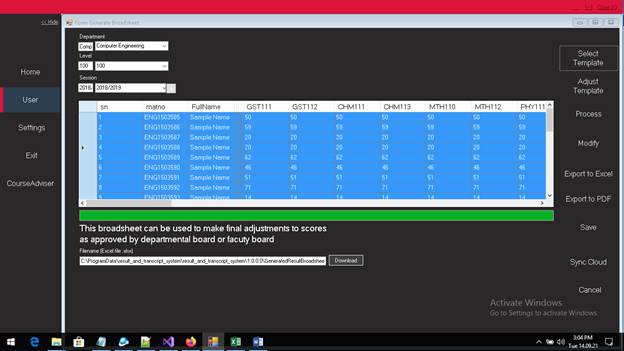 << Hide
Form Generate Broadsheet
Department
Comp Computer Engineering
Level
100 100
Session
2018- 2018/2019
sn matno FullName GST111 GST112 CHM111 CHM113 MTH110 MTH112 PHY111
1 ENG1503585 Sample Name 50 50 50 50 50 50 50
2 ENG1503586 Sample Name 59 59 59 59 59 59 59
3 ENG1503587 Sample Name 20 20 20 20 20 20 20
4 ENG1503588 Sample Name 20 20 20 20 20 20 20
5 ENG1503589 Sample Name 62 62 62 62 62 62 62
6 ENG1503590 Sample Name 46 46 46 46 46 46 46
7 ENG1503591 Sample Name 51 51 51 51 51 51 51
8 ENG1503592 Sample Name 71 71 71 71 71 71 71
9 ENG1503593 Sample Name 14 14 14 14 14 14 14
This broadsheet can be used to make final adjustments to scores
as approved by departmental board or facuty board
Filename (Excel file .xlsx)
C:\ProgramData\result_and_transcript_system\result_and_transcript_system\1.0.0.0\GeneratedResultBroadshee
Download
Home
User
Settings
Exit
CourseAdviser
Select
Template
Adjust
Template
Process
Modify
Export to Excel
Export to PDF
Save
Sync Cloud
Cancel
Activate Windows
Go to Settings to activate Windows.
3:04 PM
Tue 14.09.21